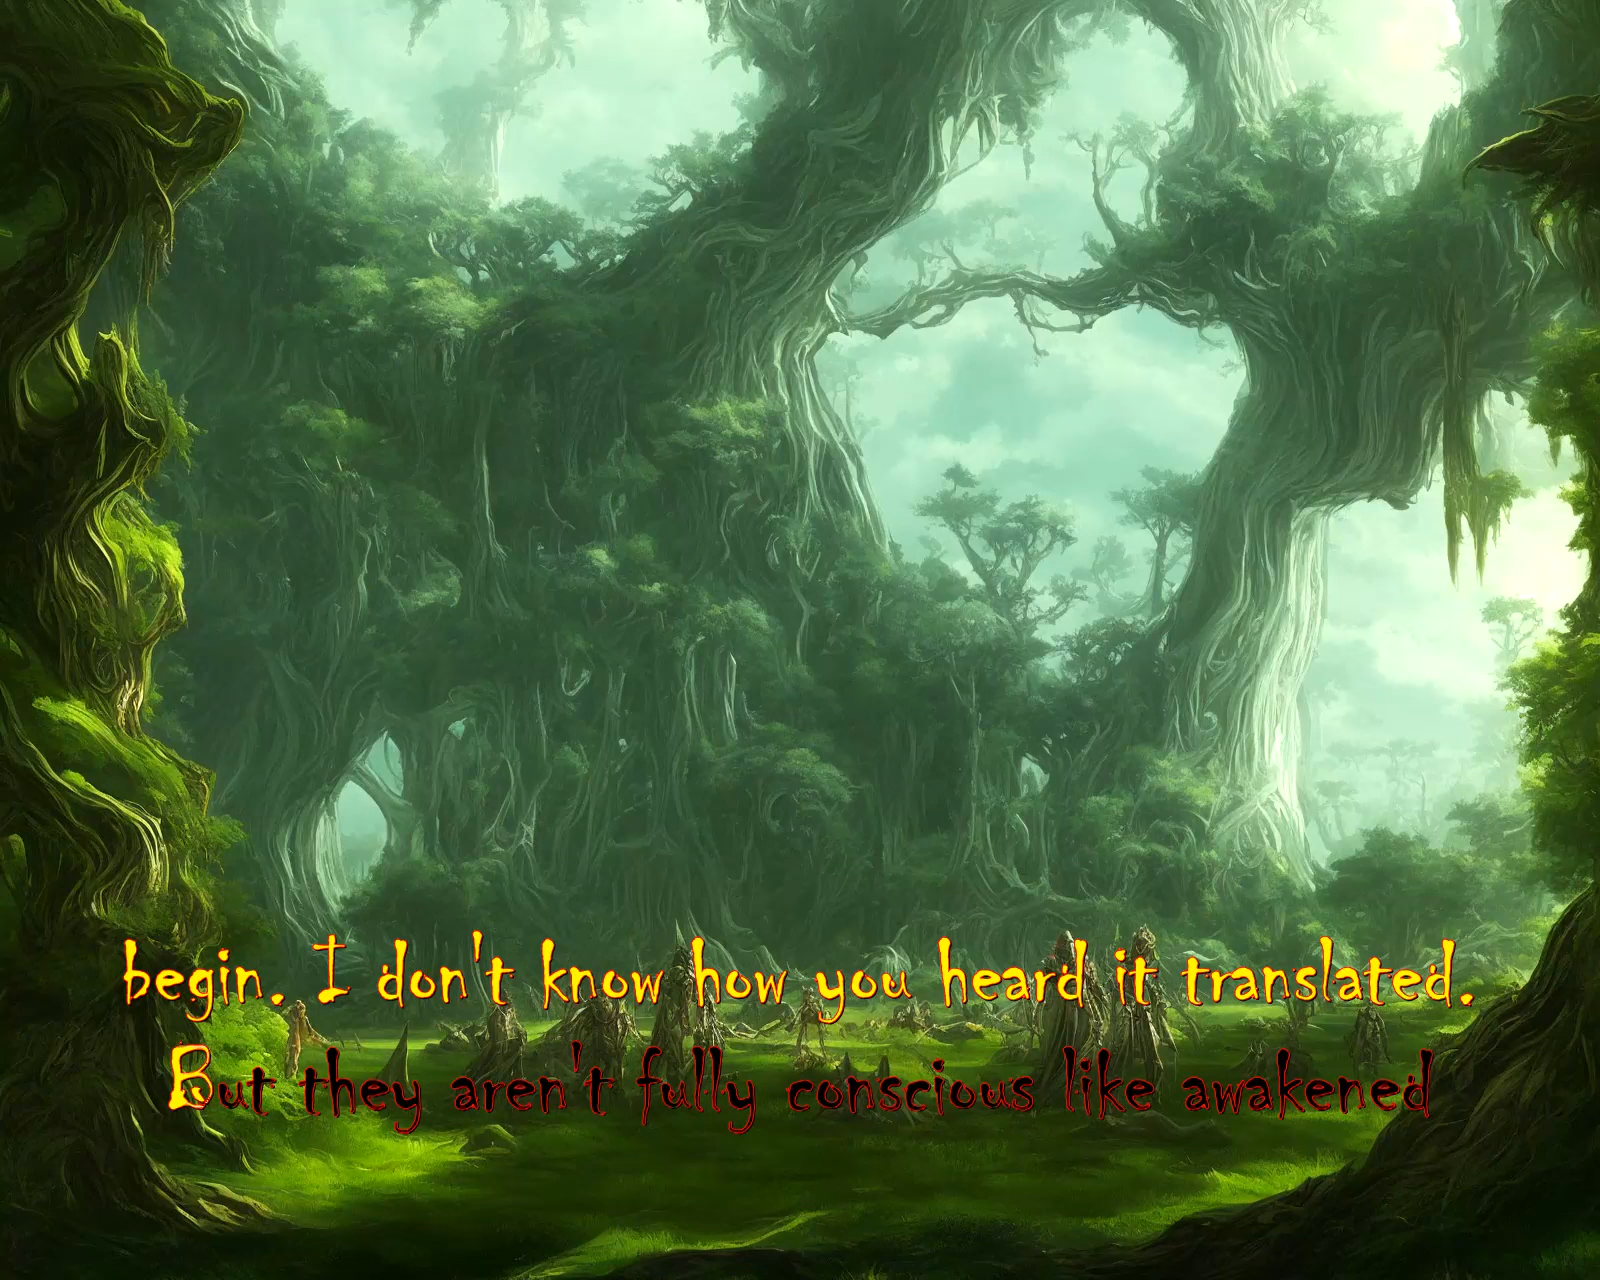 begin. I don't know how you heard it translated.
But they aren't fully conscious like awakened